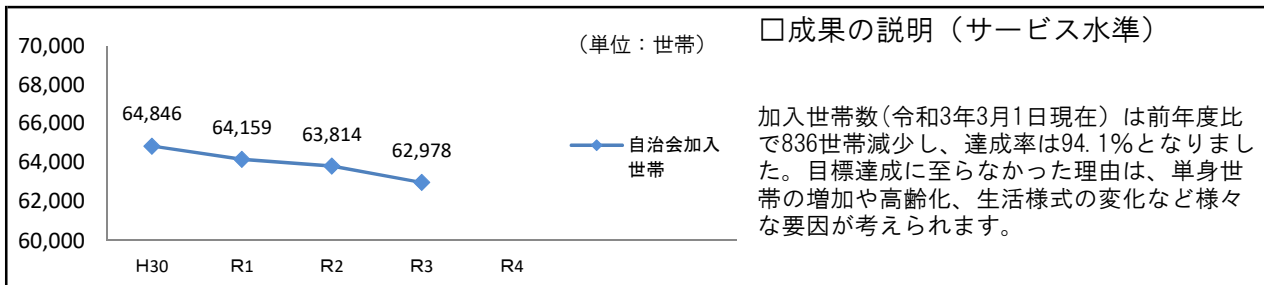 70,000
68,000
66,000
64,000
62,000
60,000
(単位：世帯)
64,846
64,159
63,814
62,978
自治会加入
世帯
H30
R1
R2
R3
R4
□成果の説明（サービス水準）
加入世帯数(令和3年3月1日現在）は前年度比
で836世帯減少し、達成率は94.1%となりまし
た。目標達成に至らなかった理由は、単身世
帯の増加や高齢化、生活様式の変化など様々
な要因が考えられます。